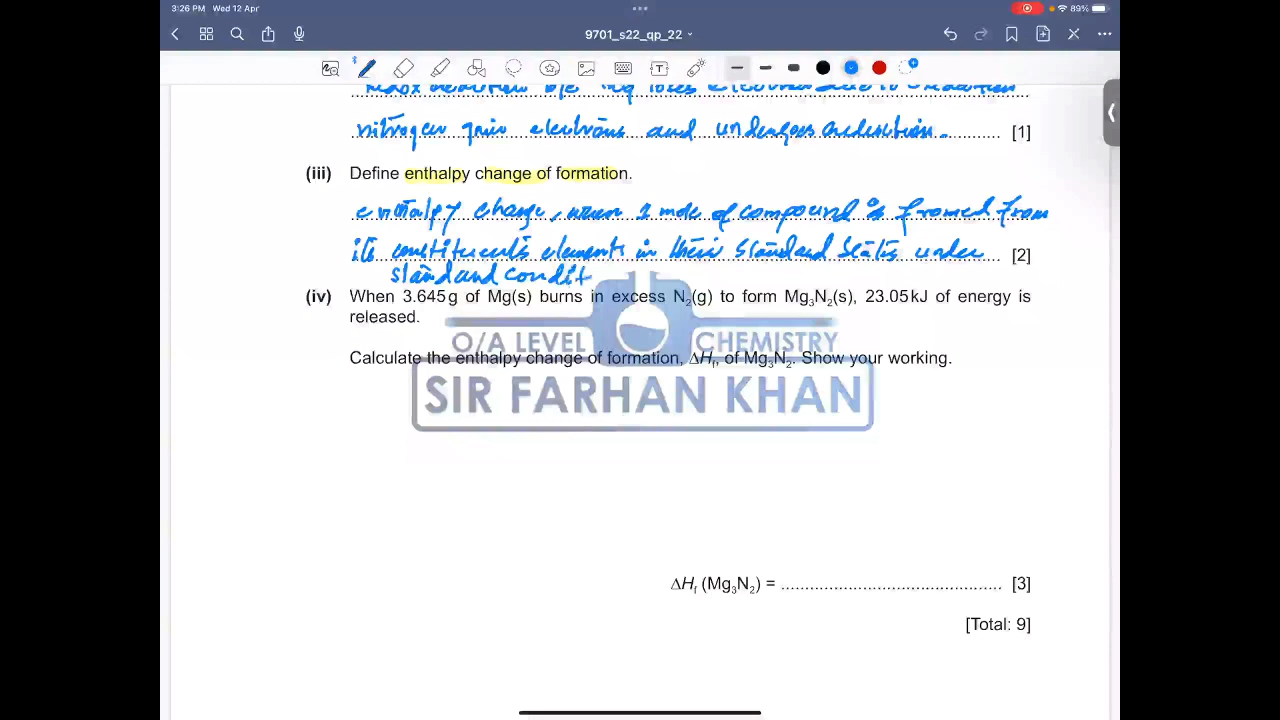 3:26 PM Wed 12 Apr
89%
9701_s22_qp_22
nitrogen gain electrons and undergoes reduction. [1]
(iii) Define enthalpy change of formation.
enthalpy change, when 1 mole of compound is fromed from
its constituents elements in their standard states under [2]
standard condit
(iv) When 3.645 g of Mg(s) burns in excess N2(g) to form Mg3N2(s), 23.05 kJ of energy is
released.
O/A LEVEL CHEMISTRY
Calculate the enthalpy change of formation, ΔHf, of Mg3N2. Show your working.
SIR FARHAN KHAN
ΔHf (Mg3N2) = ............................................ [3]
[Total: 9]